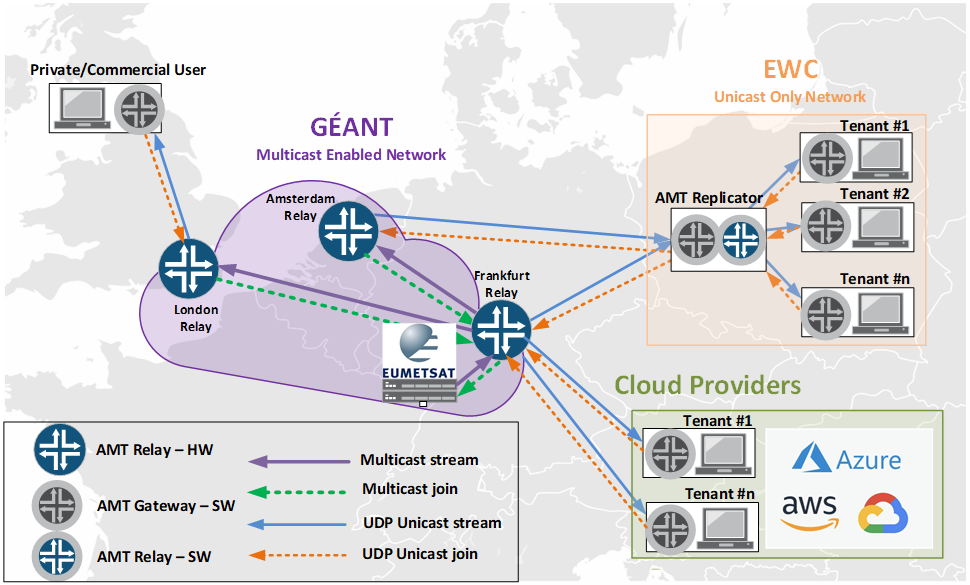 Private/Commercial User
EWC
Unicast Only Network
GÉANT
Multicast Enabled Network
Tenant #1
Tenant #2
Tenant #n
AMT Replicator
Amsterdam
Relay
Frankfurt
Relay
London
Relay
EUMETSAT
Cloud Providers
Tenant #1
Tenant #n
Azure
aws
AMT Relay – HW
AMT Gateway – SW
AMT Relay – SW
Multicast stream
Multicast join
UDP Unicast stream
UDP Unicast join